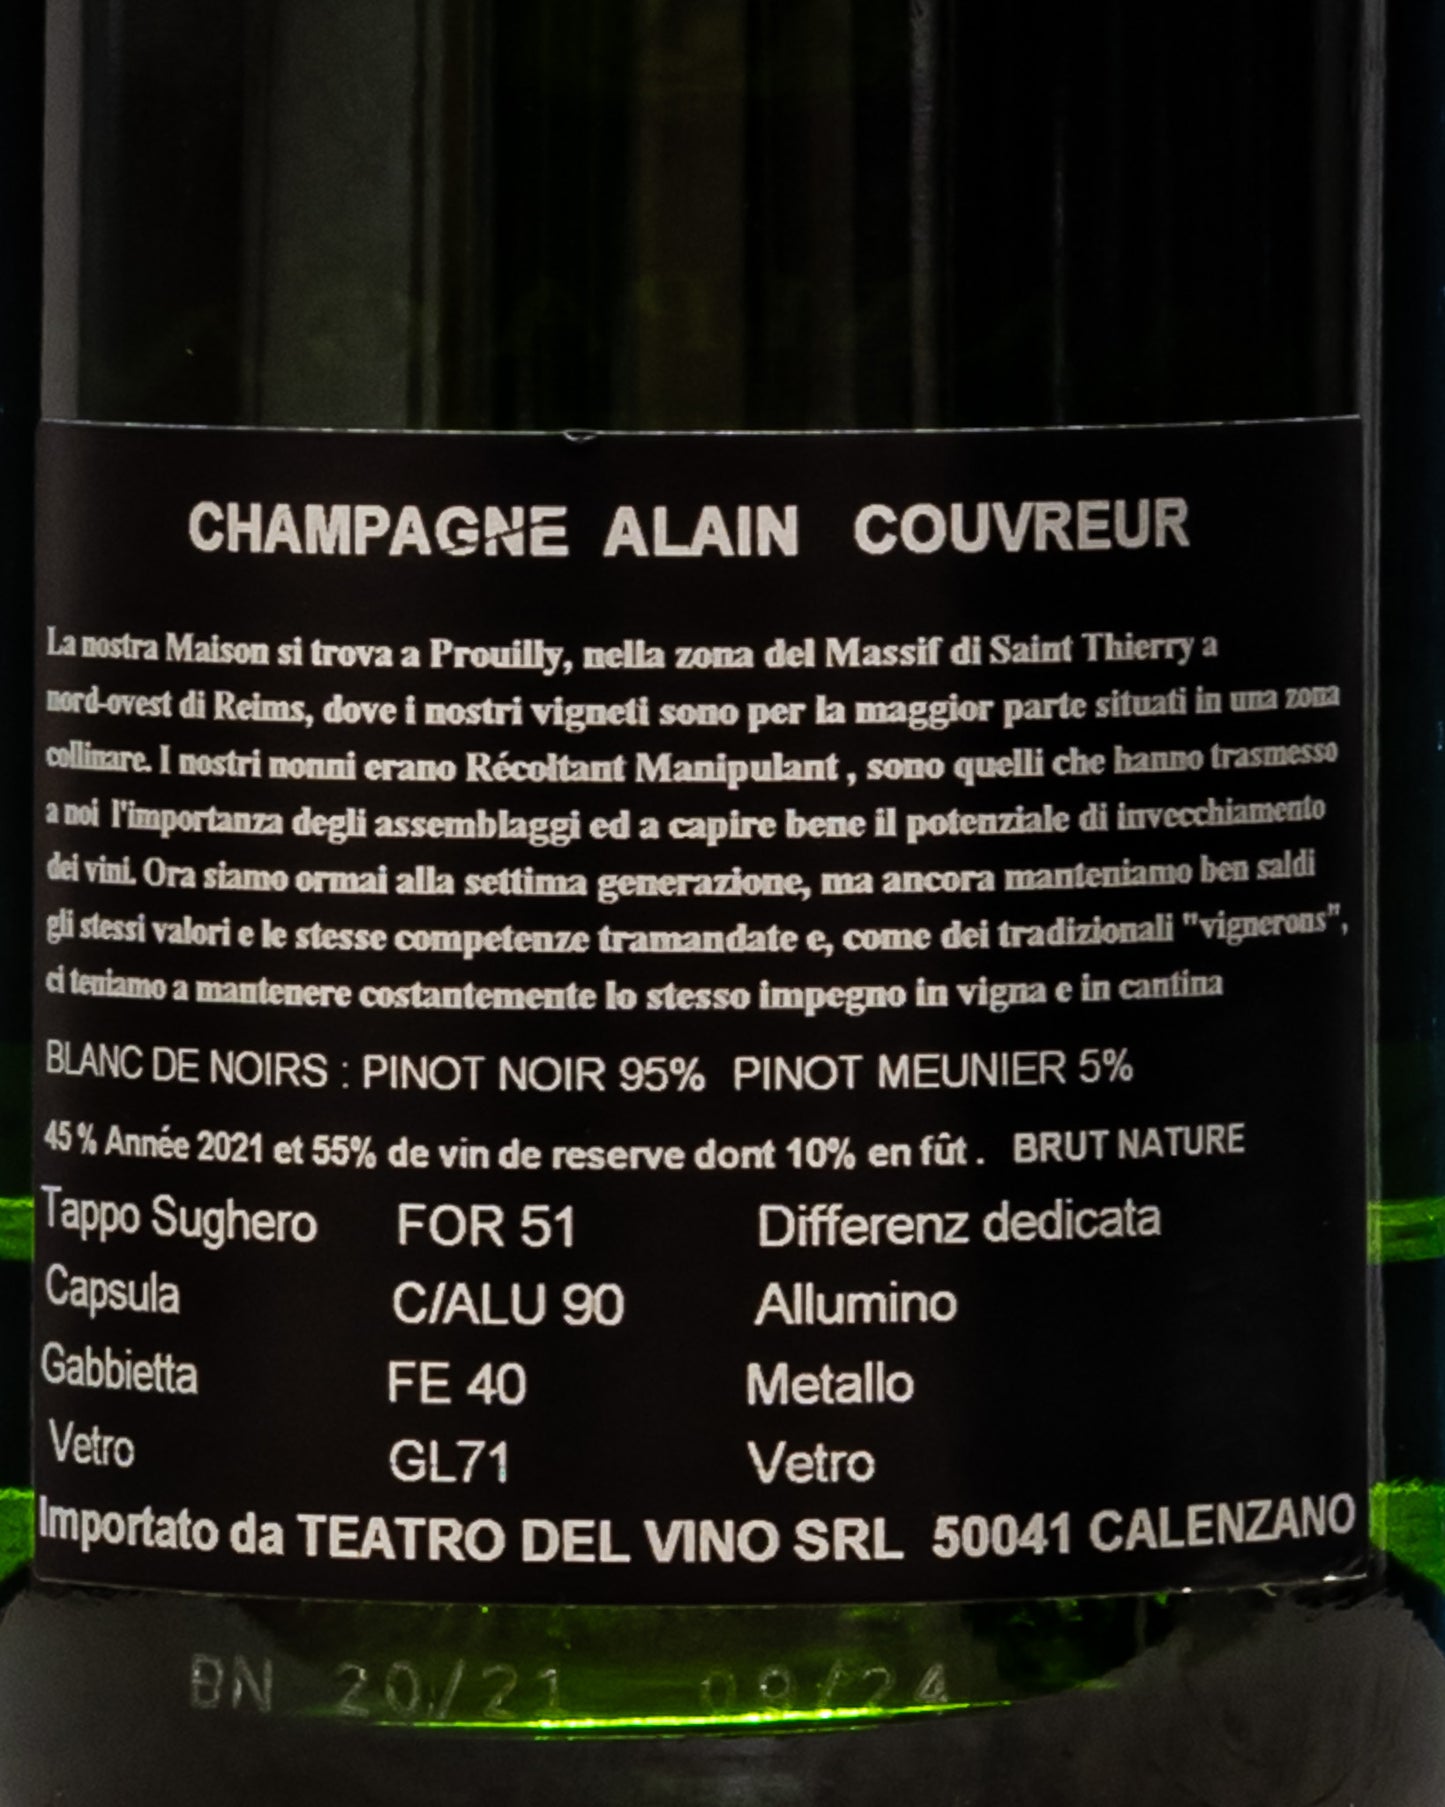 CHAMPAGNE ALAIN COUVREUR
La nostra Maison si trova a Prouilly, nella zona del Massif di Saint Thierry a
nord-ovest di Reims, dove i nostri vigneti sono per la maggior parte situati in una zona
collinare. I nostri nonni erano Récoltant Manipulant , sono quelli che hanno trasmesso
a noi l'importanza degli assemblaggi ed a capire bene il potenziale di invecchiamento
dei vini. Ora siamo ormai alla settima generazione, ma ancora manteniamo ben saldi
gli stessi valori e le stesse competenze tramandate e, come dei tradizionali "vignerons",
ci teniamo a mantenere costantemente lo stesso impegno in vigna e in cantina
BLANC DE NOIRS : PINOT NOIR 95% PINOT MEUNIER 5%
45 % Année 2021 et 55% de vin de reserve dont 10% en fût . BRUT NATURE
Tappo Sughero FOR 51 Differenz dedicata
Capsula C/ALU 90 Allumino
Gabbietta FE 40 Metallo
Vetro GL71 Vetro
Importato da TEATRO DEL VINO SRL 50041 CALENZANO
BN 20/21 09/24